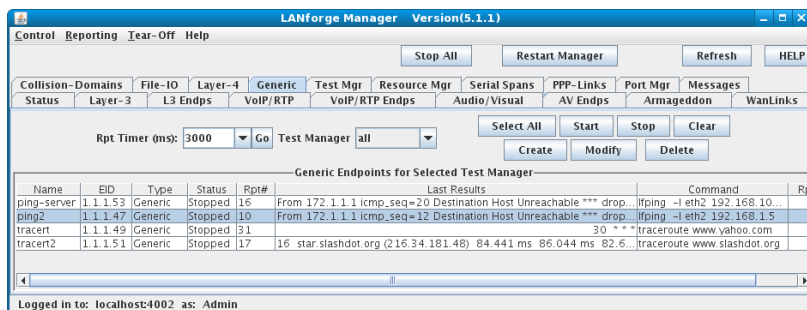 LANforge Manager Version(5.1.1)
Control Reporting Tear-Off Help
Stop All Restart Manager Refresh HELP
Collision-Domains File-IO Layer-4 Generic Test Mgr Resource Mgr Serial Spans PPP-Links Port Mgr Messages
Status Layer-3 L3 Endps VoIP/RTP VoIP/RTP Endps Audio/Visual AV Endps Armageddon WanLinks
Select All Start Stop Clear
Rpt Timer (ms): 3000 Go Test Manager all
Create Modify Delete
Generic Endpoints for Selected Test Manager
Name EID Type Status Rpt# Last Results Command Rp
ping-server 1.1.1.53 Generic Stopped 16 From 172.1.1.1 icmp_seq=20 Destination Host Unreachable *** drop... lfping -I eth2 192.168.10...
ping2 1.1.1.47 Generic Stopped 10 From 172.1.1.1 icmp_seq=12 Destination Host Unreachable *** drop... lfping -I eth2 192.168.1.5
tracert 1.1.1.49 Generic Stopped 31 30 * * * traceroute www.yahoo.com
tracert2 1.1.1.51 Generic Stopped 17 16 star.slashdot.org (216.34.181.48) 84.441 ms 86.044 ms 82.6... traceroute www.slashdot.org
Logged in to: localhost:4002 as: Admin